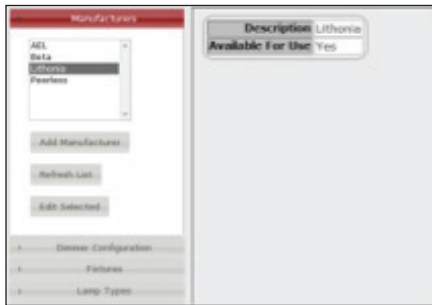 Manufacturers
AEL
Beta
Lithonia
Peerless
Add Manufacturer
Refresh List
Edit Selected
Dimmer Configuration
Fixtures
Lamp Types
Description Lithonia
Available For Use Yes